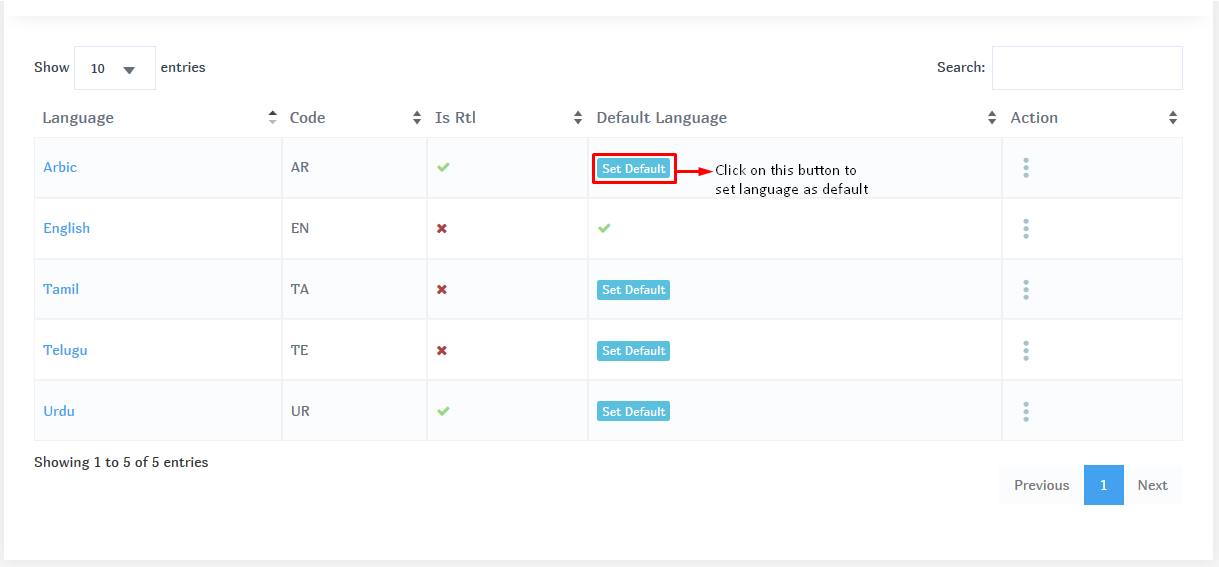 Show 10 entries Search:
Language Code Is Rtl Default Language Action
Arbic AR Set Default Click on this button to
set language as default
English EN
Tamil TA Set Default
Telugu TE Set Default
Urdu UR Set Default
Showing 1 to 5 of 5 entries
Previous 1 Next